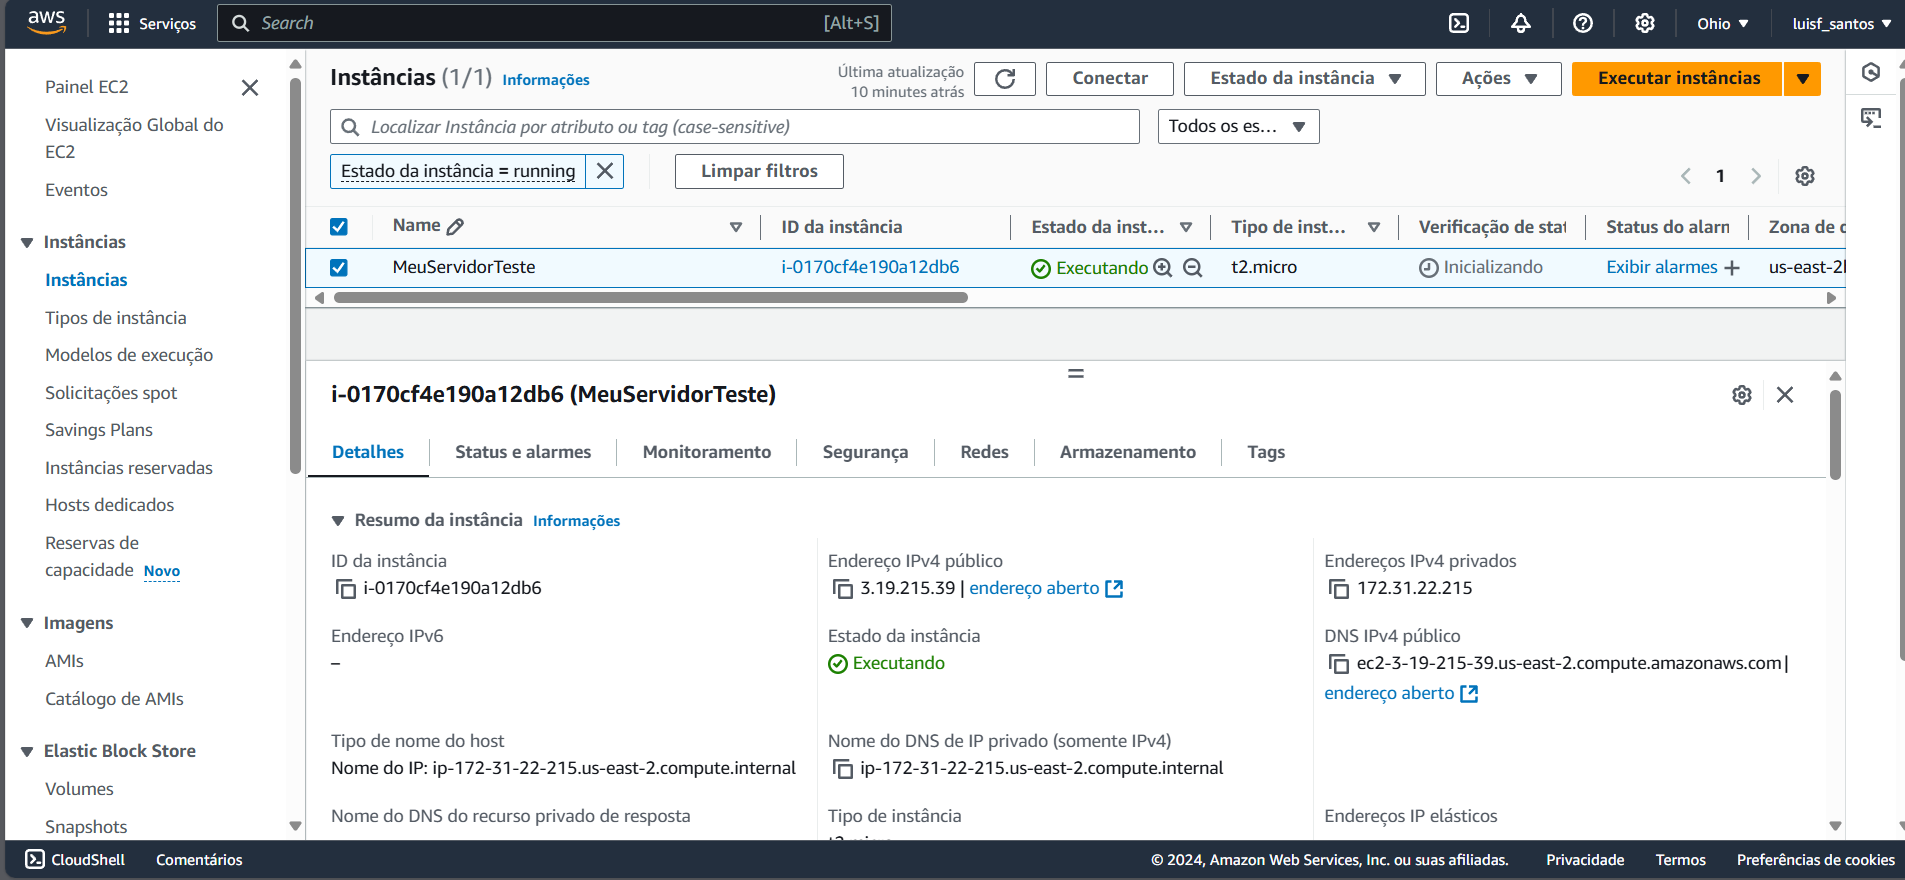 aws
Serviços
Search
[Alt+S]
Ohio
luisf_santos
Painel EC2
Visualização Global do
EC2
Eventos
Instâncias
Instâncias
Tipos de instância
Modelos de execução
Solicitações spot
Savings Plans
Instâncias reservadas
Hosts dedicados
Reservas de
capacidade Novo
Imagens
AMIs
Catálogo de AMIs
Elastic Block Store
Volumes
Snapshots
Instâncias (1/1) Informações
Última atualização
10 minutes atrás
Conectar
Estado da instância
Ações
Executar instâncias
Localizar Instância por atributo ou tag (case-sensitive)
Todos os es...
Estado da instância = running
Limpar filtros
1
Name
ID da instância
Estado da inst...
Tipo de inst...
Verificação de stat
Status do alarn
Zona de
MeuServidorTeste
i-0170cf4e190a12db6
Executando
t2.micro
Inicializando
Exibir alarmes
us-east-2
i-0170cf4e190a12db6 (MeuServidorTeste)
Detalhes
Status e alarmes
Monitoramento
Segurança
Redes
Armazenamento
Tags
Resumo da instância Informações
ID da instância
i-0170cf4e190a12db6
Endereço IPv4 público
3.19.215.39 | endereço aberto
Endereços IPv4 privados
172.31.22.215
Endereço IPv6
–
Estado da instância
Executando
DNS IPv4 público
ec2-3-19-215-39.us-east-2.compute.amazonaws.com |
endereço aberto
Tipo de nome do host
Nome do IP: ip-172-31-22-215.us-east-2.compute.internal
Nome do DNS de IP privado (somente IPv4)
ip-172-31-22-215.us-east-2.compute.internal
Nome do DNS do recurso privado de resposta
Tipo de instância
Endereços IP elásticos
CloudShell
Comentários
© 2024, Amazon Web Services, Inc. ou suas afiliadas.
Privacidade
Termos
Preferências de cookies